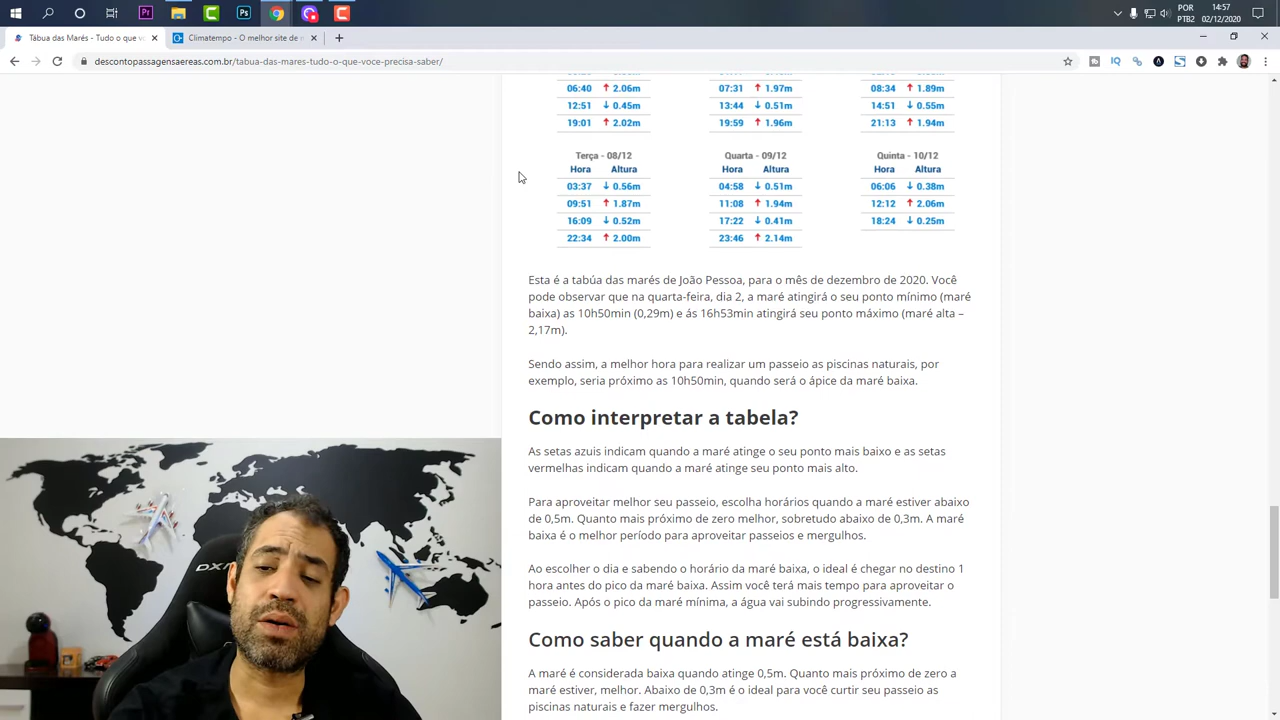 POR
PTB2
14:57
02/12/2020
Tábua das Marés - Tudo o que vo
Climatempo - O melhor site de m
descontopassagensaereas.com.br/tabua-das-mares-tudo-o-que-voce-precisa-saber/
06:40 ↑ 2.06m
12:51 ↓ 0.45m
19:01 ↑ 2.02m
07:31 ↑ 1.97m
13:44 ↓ 0.51m
19:59 ↑ 1.96m
08:34 ↑ 1.89m
14:51 ↓ 0.55m
21:13 ↑ 1.94m
Terça - 08/12
Hora Altura
03:37 ↓ 0.56m
09:51 ↑ 1.87m
16:09 ↓ 0.52m
22:34 ↑ 2.00m
Quarta - 09/12
Hora Altura
04:58 ↓ 0.51m
11:08 ↑ 1.94m
17:22 ↓ 0.41m
23:46 ↑ 2.14m
Quinta - 10/12
Hora Altura
06:06 ↓ 0.38m
12:12 ↑ 2.06m
18:24 ↓ 0.25m
Esta é a tabúa das marés de João Pessoa, para o mês de dezembro de 2020. Você
pode observar que na quarta-feira, dia 2, a maré atingirá o seu ponto mínimo (maré
baixa) as 10h50min (0,29m) e ás 16h53min atingirá seu ponto máximo (maré alta –
2,17m).
Sendo assim, a melhor hora para realizar um passeio as piscinas naturais, por
exemplo, seria próximo as 10h50min, quando será o ápice da maré baixa.
Como interpretar a tabela?
As setas azuis indicam quando a maré atinge o seu ponto mais baixo e as setas
vermelhas indicam quando a maré atinge seu ponto mais alto.
Para aproveitar melhor seu passeio, escolha horários quando a maré estiver abaixo
de 0,5m. Quanto mais próximo de zero melhor, sobretudo abaixo de 0,3m. A maré
baixa é o melhor período para aproveitar passeios e mergulhos.
Ao escolher o dia e sabendo o horário da maré baixa, o ideal é chegar no destino 1
hora antes do pico da maré baixa. Assim você terá mais tempo para aproveitar o
passeio. Após o pico da maré mínima, a água vai subindo progressivamente.
Como saber quando a maré está baixa?
A maré é considerada baixa quando atinge 0,5m. Quanto mais próximo de zero a
maré estiver, melhor. Abaixo de 0,3m é o ideal para você curtir seu passeio as
piscinas naturais e fazer mergulhos.